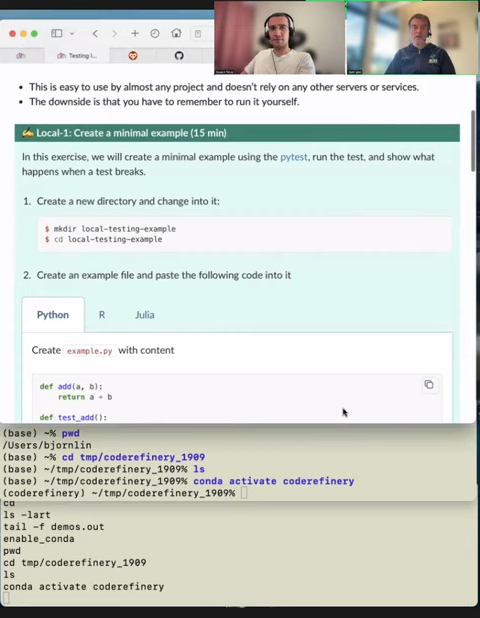 Testing l...
• This is easy to use by almost any project and doesn't rely on any other servers or services.
• The downside is that you have to remember to run it yourself.
✍ Local-1: Create a minimal example (15 min)
In this exercise, we will create a minimal example using the pytest, run the test, and show what
happens when a test breaks.
1. Create a new directory and change into it:
$ mkdir local-testing-example
$ cd local-testing-example
2. Create an example file and paste the following code into it
Python R Julia
Create example.py with content
def add(a, b):
return a + b
def test_add():
(base) ~% pwd
/Users/bjornlin
(base) ~% cd tmp/coderefinery_1909
(base) ~/tmp/coderefinery_1909% ls
(base) ~/tmp/coderefinery_1909% conda activate coderefinery
(coderefinery) ~/tmp/coderefinery_1909%
cd
ls -lart
tail -f demos.out
enable_conda
pwd
cd tmp/coderefinery_1909
ls
conda activate coderefinery